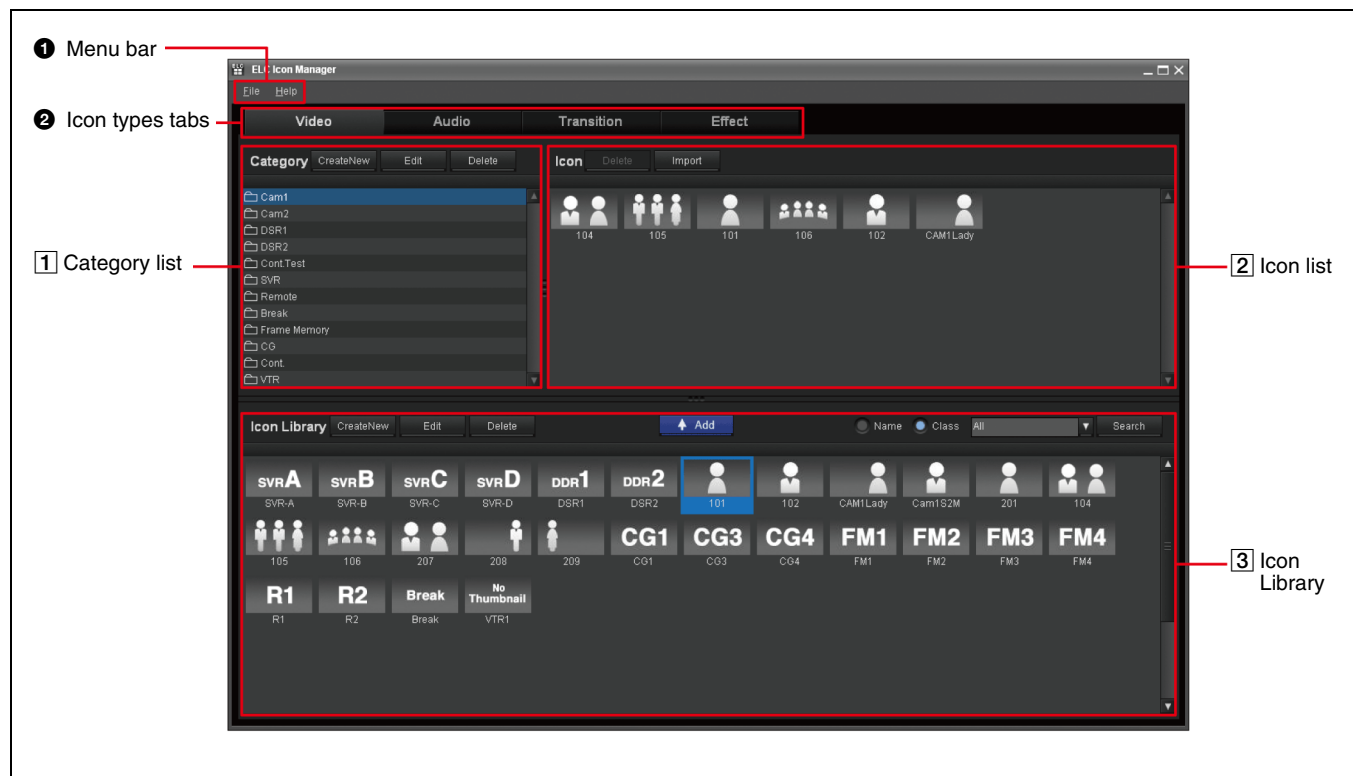 ❶ Menu bar
ELC Icon Manager
File Help
❷ Icon types tabs
Video Audio Transition Effect
Category CreateNew Edit Delete
Icon Delete Import
Cam1
Cam2
DSR1
DSR2
Cont.Test
SVR
Remote
Break
Frame Memory
CG
Cont.
VTR
104 105 101 106 102 CAM1Lady
1 Category list
2 Icon list
Icon Library CreateNew Edit Delete Add Name Class All Search
SVRA SVRB SVRC SVRD DDR1 DDR2
SVR-A SVR-B SVR-C SVR-D DSR1 DSR2 101 102 CAM1Lady Cam1S2M 201 104
CG1 CG3 CG4 FM1 FM2 FM3 FM4
105 106 207 208 209 CG1 CG3 CG4 FM1 FM2 FM3 FM4
R1 R2 Break No Thumbnail
R1 R2 Break VTR1
3 Icon
Library